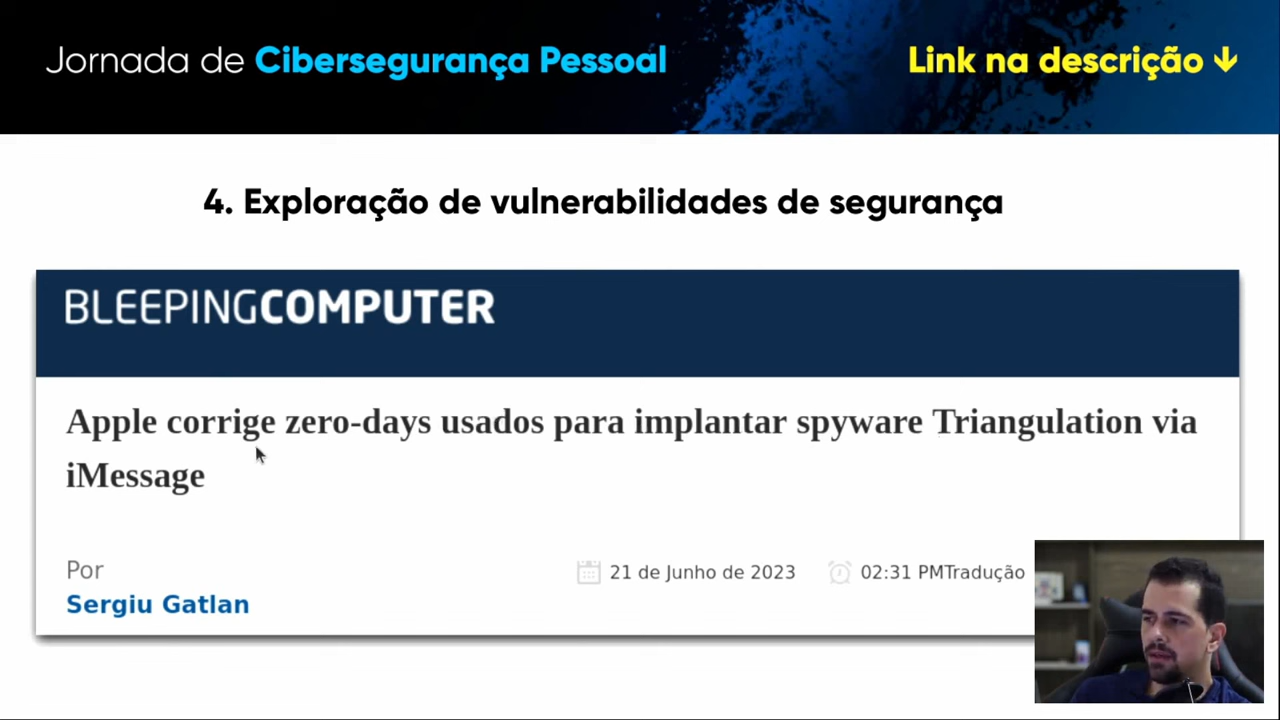 Jornada de Cibersegurança Pessoal
Link na descrição ↓
4. Exploração de vulnerabilidades de segurança
BLEEPINGCOMPUTER
Apple corrige zero-days usados para implantar spyware Triangulation via
iMessage
Por
Sergiu Gatlan
21 de Junho de 2023
02:31 PMTradução